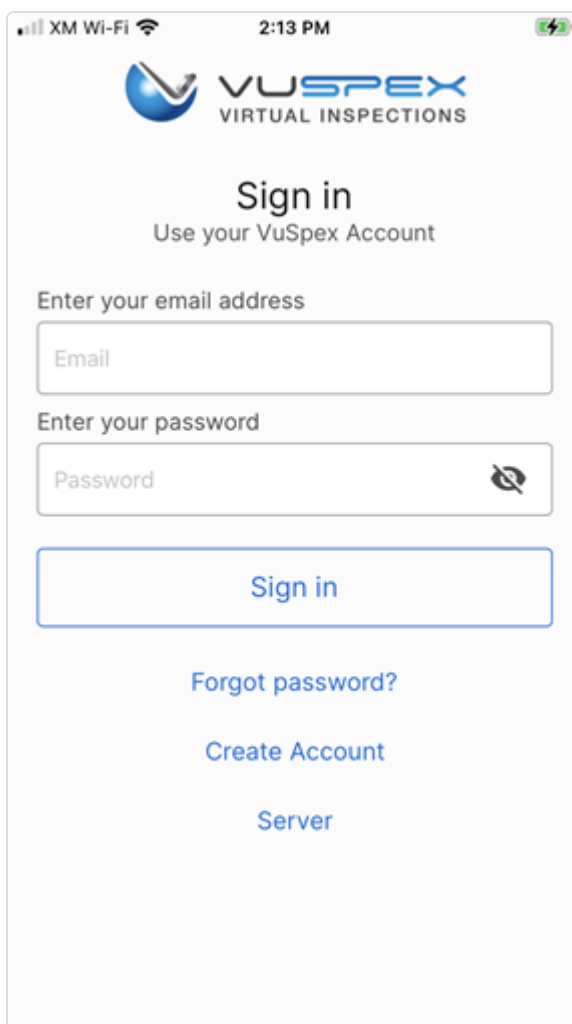 XM Wi-Fi 2:13 PM
VUSPEX
VIRTUAL INSPECTIONS
Sign in
Use your VuSpex Account
Enter your email address
Email
Enter your password
Password
Sign in
Forgot password?
Create Account
Server